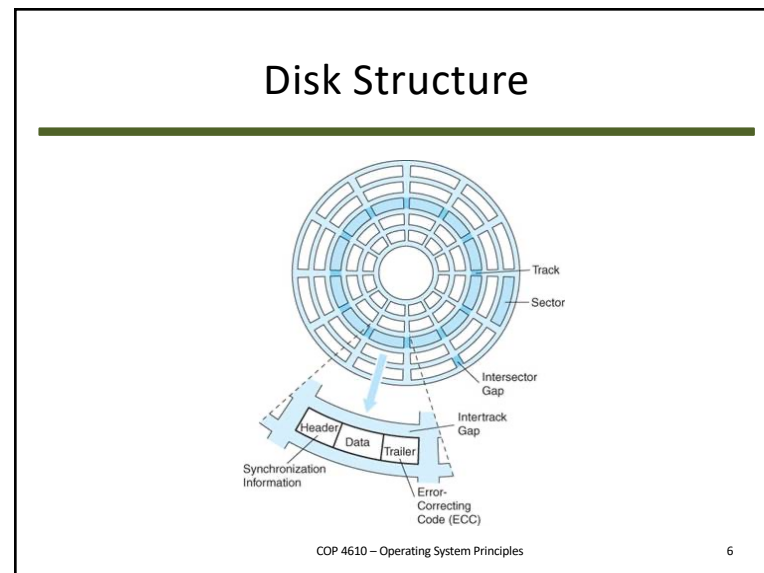 Disk Structure
Track
Sector
Intersector
Gap
Intertrack
Gap
Header
Data
Trailer
Synchronization
Information
Error-
Correcting
Code (ECC)
COP 4610 – Operating System Principles
6